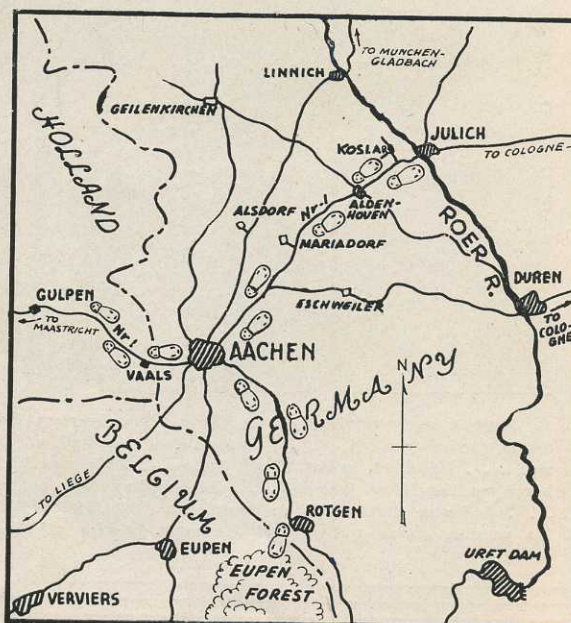 TO MUNCHEN-
GLADBACH
LINNICH
GEILENKIRCHEN
HOLLAND
JULICH
KOSLAR
TO COLOGNE
ALDEN-
HOVEN
Nr-1
ALSDORF
MARIADORF
ROER R.
GULPEN
ESCHWEILER
DUREN
TO
COLO-
GNE
TO
MAASTRICHT
Nr1
AACHEN
VAALS
N
GERMANY
BELGIUM
TO LIEGE
ROTGEN
EUPEN
EUPEN
FOREST
URFT DAM
VERVIERS